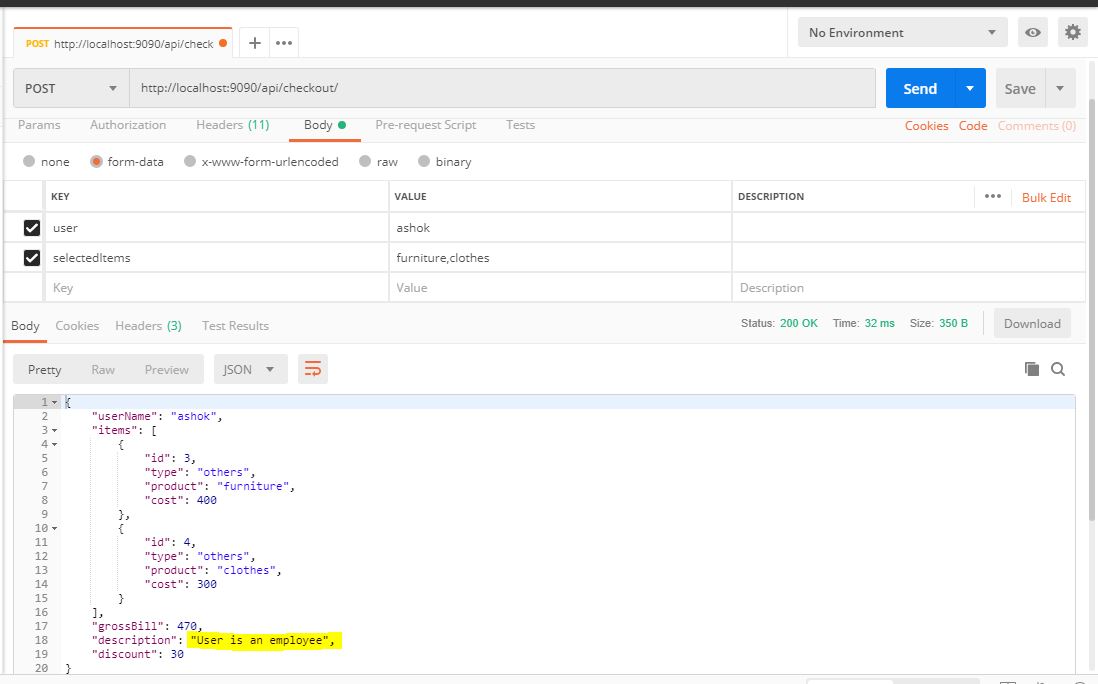 POST http://localhost:9090/api/check
No Environment
POST http://localhost:9090/api/checkout/ Send Save
Params Authorization Headers (11) Body Pre-request Script Tests Cookies Code Comments (0)
none form-data x-www-form-urlencoded raw binary
KEY VALUE DESCRIPTION Bulk Edit
user ashok
selectedItems furniture,clothes
Key Value Description
Body Cookies Headers (3) Test Results Status: 200 OK Time: 32 ms Size: 350 B Download
Pretty Raw Preview JSON
1 {
2 "userName": "ashok",
3 "items": [
4 {
5 "id": 3,
6 "type": "others",
7 "product": "furniture",
8 "cost": 400
9 },
10 {
11 "id": 4,
12 "type": "others",
13 "product": "clothes",
14 "cost": 300
15 }
16 ],
17 "grossBill": 470,
18 "description": "User is an employee",
19 "discount": 30
20 }